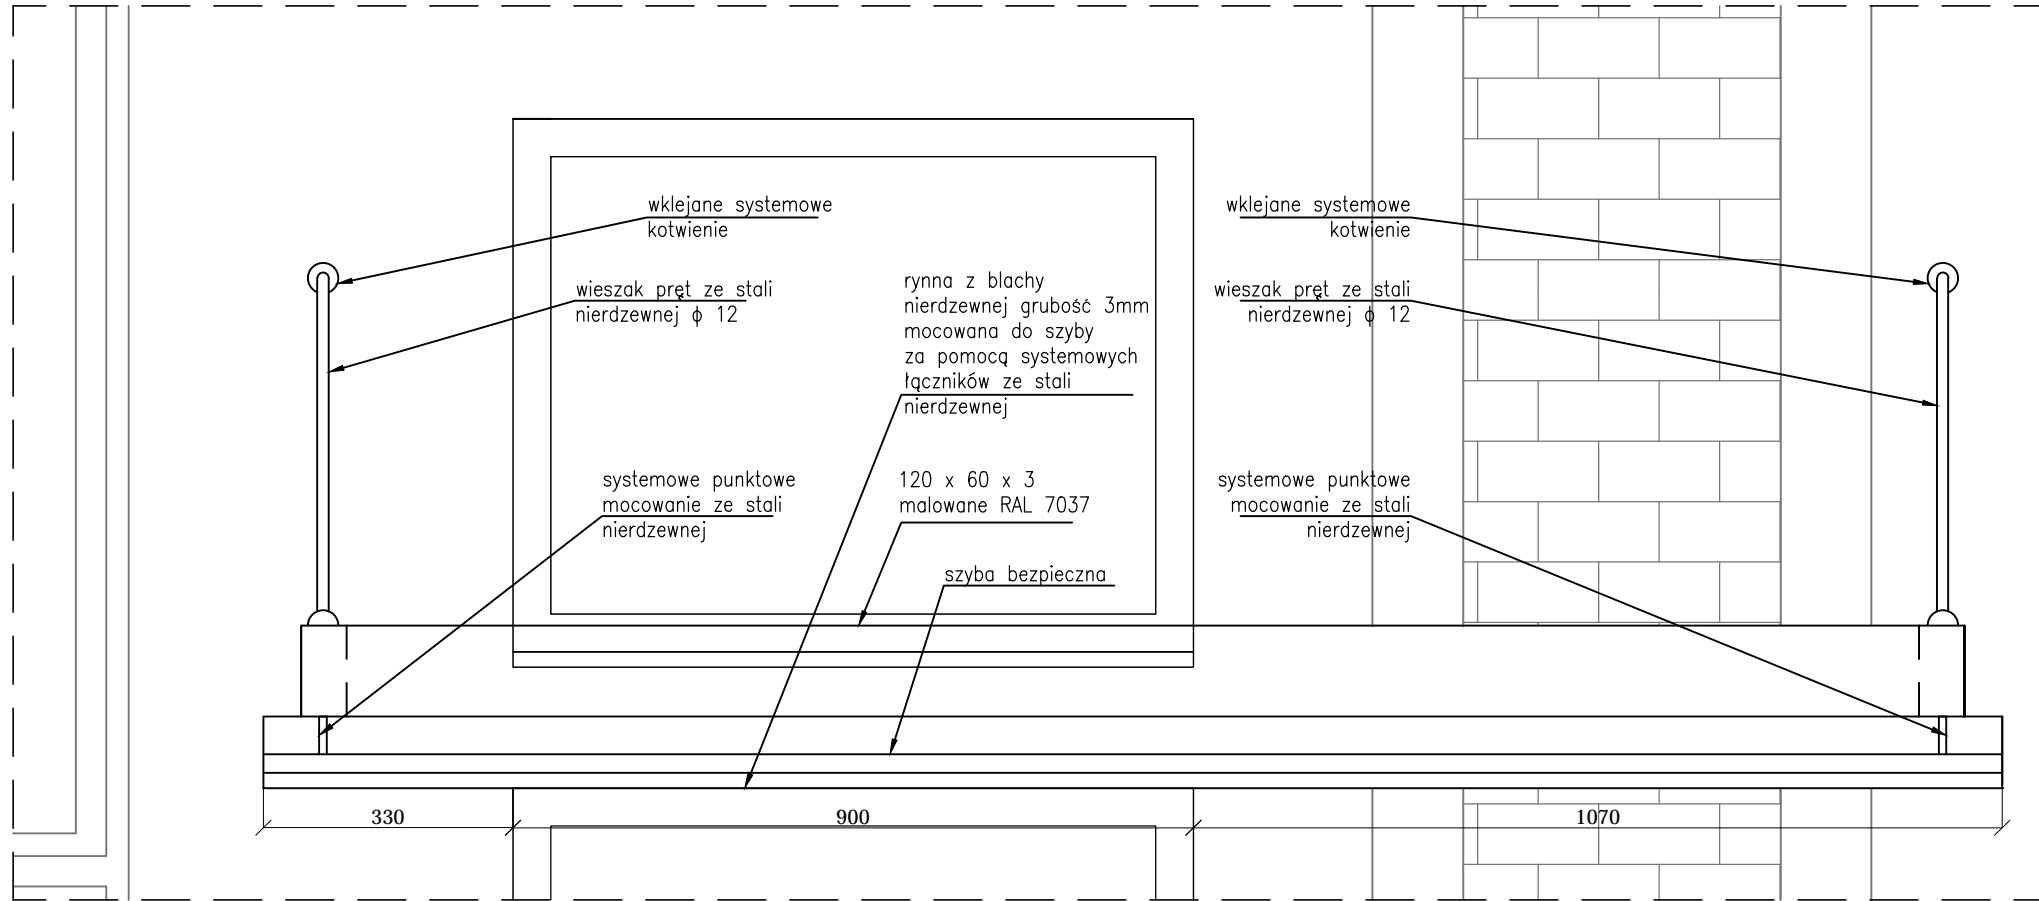 wklejane systemowe
kotwienie
wklejane systemowe
kotwienie
wieszak pręt ze stali
nierdzewnej ϕ 12
rynna z blachy
nierdzewnej grubość 3mm
mocowana do szyby
za pomocą systemowych
łączników ze stali
nierdzewnej
wieszak pręt ze stali
nierdzewnej ϕ 12
systemowe punktowe
mocowanie ze stali
nierdzewnej
120 x 60 x 3
malowane RAL 7037
systemowe punktowe
mocowanie ze stali
nierdzewnej
szyba bezpieczna
330
900
1070